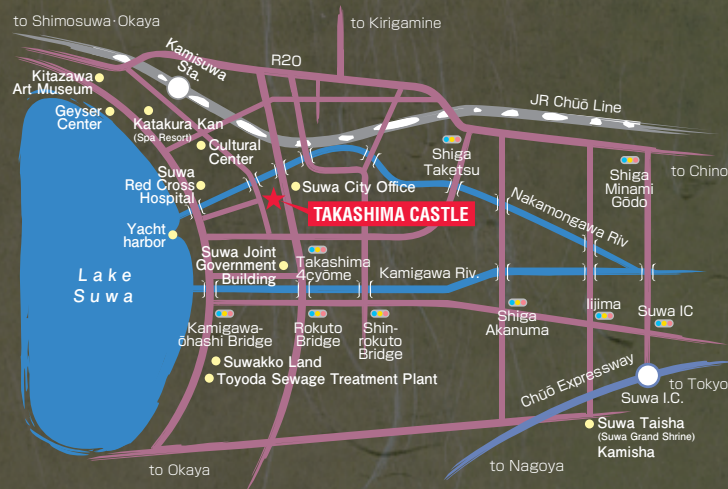 to Shimosuwa·Okaya
to Kirigamine
Kamisuwa
Sta.
R20
Kitazawa
Art Museum
Geyser
Center
Katakura Kan
(Spa Resort)
JR Chūō Line
Cultural
Center
Shiga
Taketsu
to Chino
Shiga
Minami
Gōdo
Suwa
Red Cross
Hospital
Suwa City Office
TAKASHIMA CASTLE
Nakamongawa Riv
Yacht
harbor
Suwa Joint
Government
Building
Takashima
4cyōme
Kamigawa Riv.
Lake
Suwa
Kamigawa-
ōhashi Bridge
Rokuto
Bridge
Shin-
rokuto
Bridge
Shiga
Akanuma
Iijima
Suwa IC
Suwakko Land
Toyoda Sewage Treatment Plant
Chūō Expressway
to Tokyo
Suwa I.C.
Suwa Taisha
(Suwa Grand Shrine)
Kamisha
to Okaya
to Nagoya